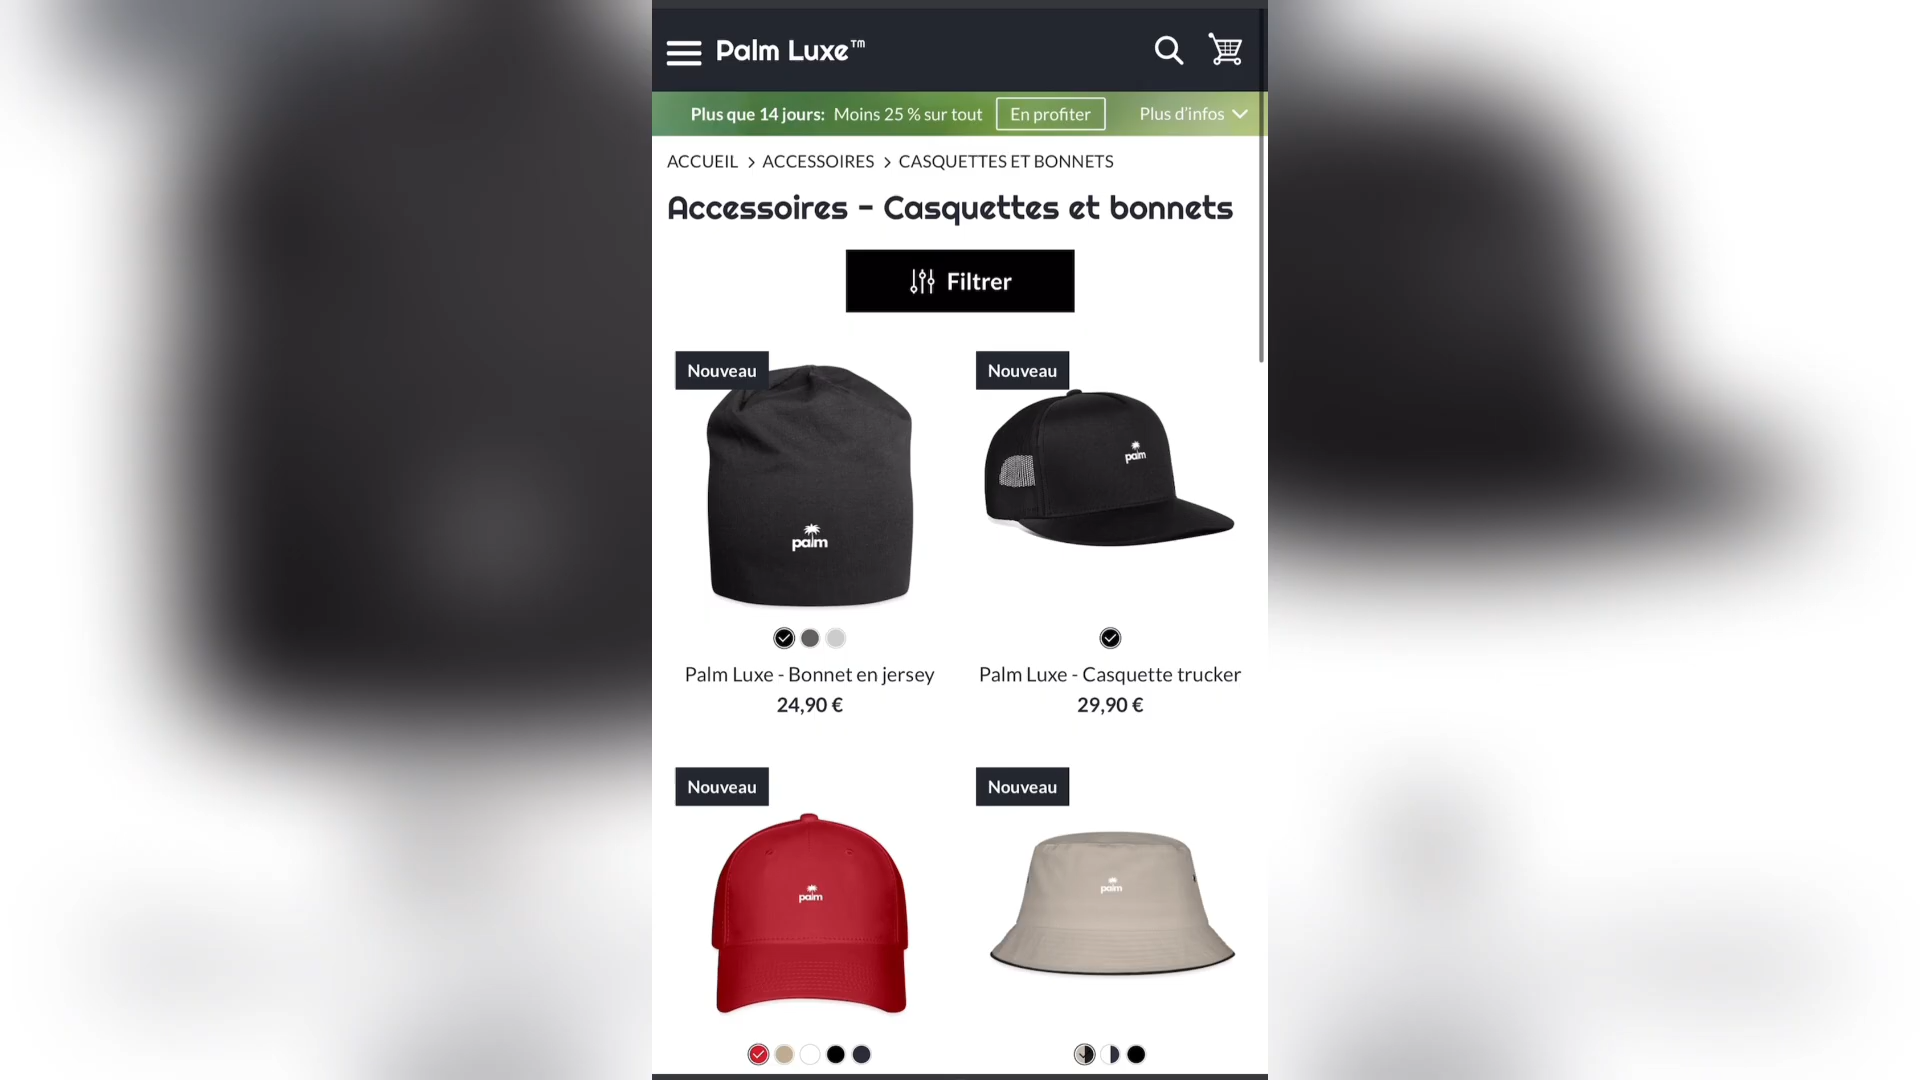 Palm Luxe™
Plus que 14 jours: Moins 25 % sur tout En profiter Plus d'infos
ACCUEIL > ACCESSOIRES > CASQUETTES ET BONNETS
Accessoires - Casquettes et bonnets
Filtrer
Nouveau
palm
Palm Luxe - Bonnet en jersey
24,90 €
Nouveau
palm
Palm Luxe - Casquette trucker
29,90 €
Nouveau
palm
Nouveau
palm